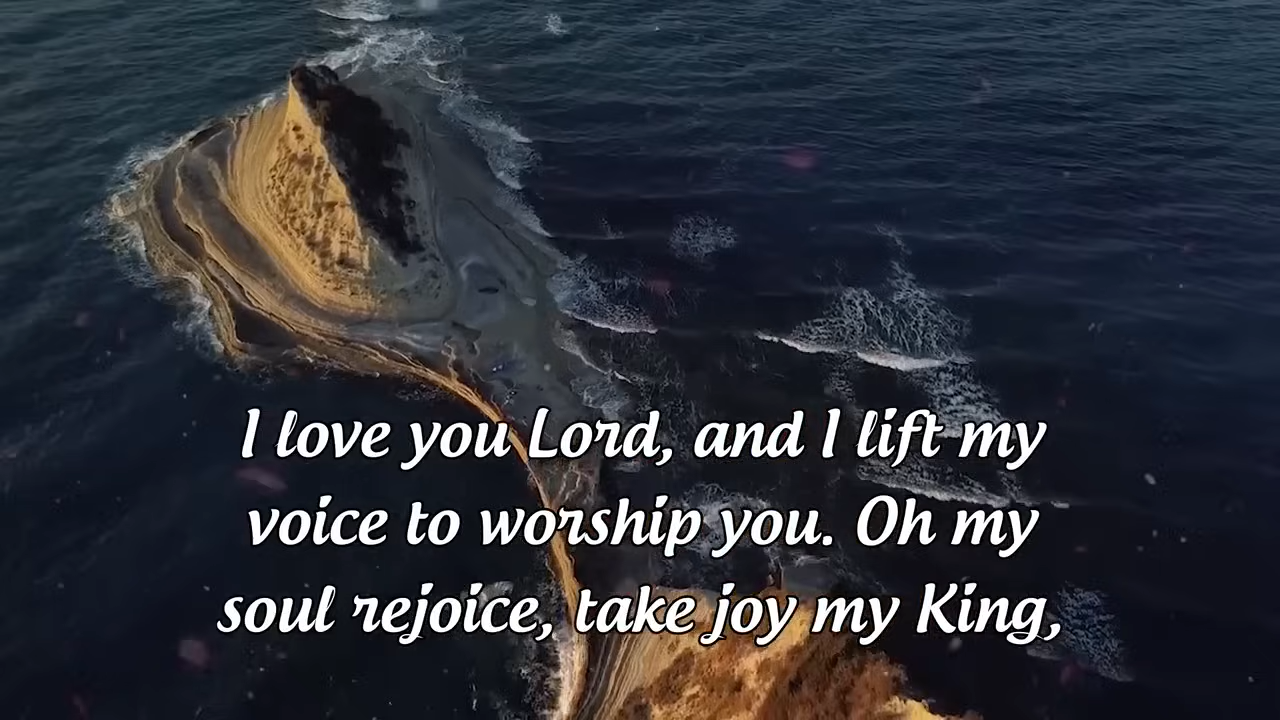 I love you Lord, and I lift my
voice to worship you. Oh my
soul rejoice, take joy my King,